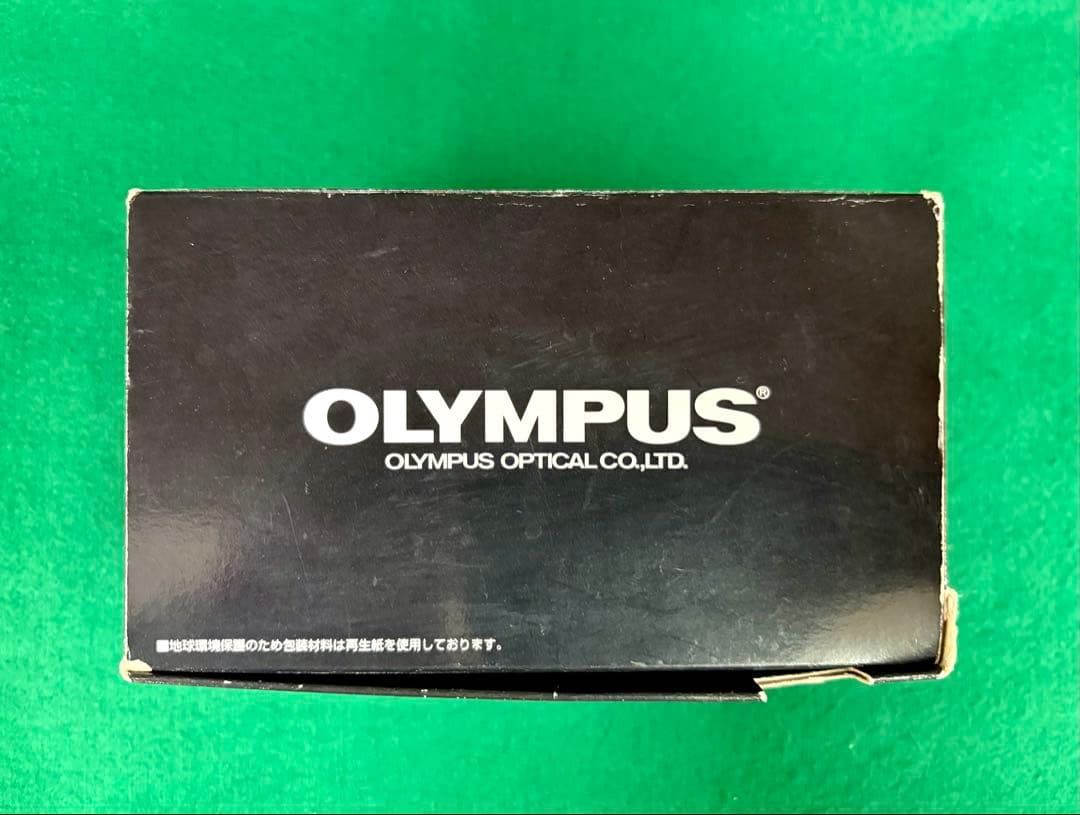 OLYMPUS®
OLYMPUS OPTICAL CO.,LTD.
■地球環境保護のため包装材料は再生紙を使用しております。